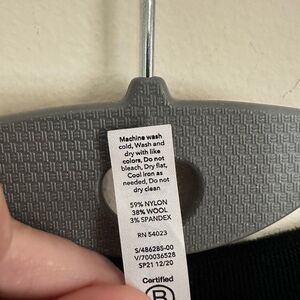 Machine wash
cold, Wash and
dry with like
colors, Do not
bleach, Dry flat,
Cool iron as
needed, Do not
dry clean
59% NYLON
38% WOOL
3% SPANDEX
RN 54023
S/486285-00
V/700036528
SP21 12/20
Certified
B